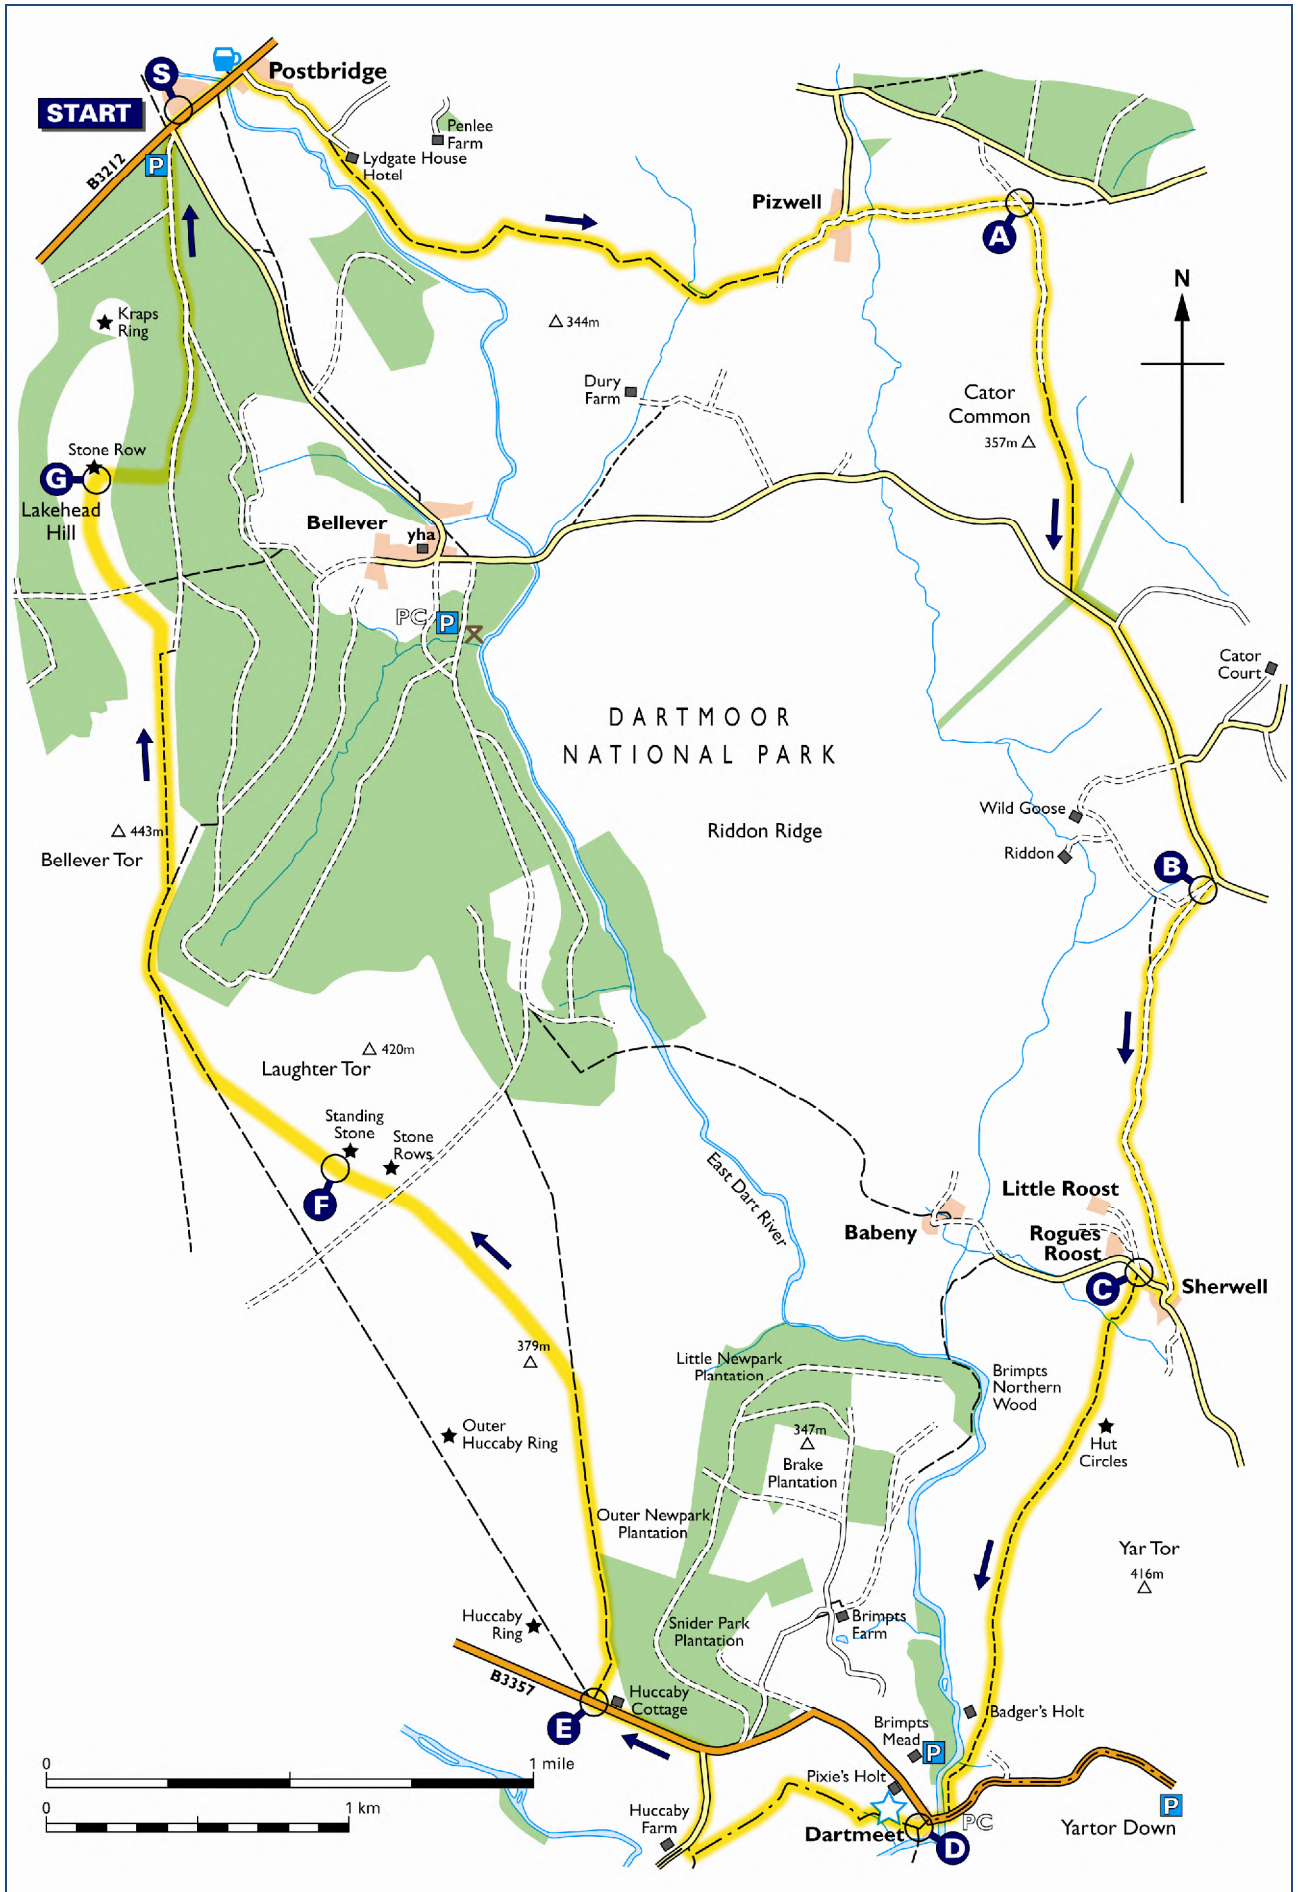 S
START
Postbridge
B3212
P
Penlee
Farm
Lydgate House
Hotel
Pizwell
A
N
Kraps
Ring
344m
Dury
Farm
Cator
Common
357m
Stone Row
G
Lakehead
Hill
Bellever
yha
PC
P
Cator
Court
DARTMOOR
NATIONAL PARK
Wild Goose
Riddon Ridge
Riddon
443m
Bellever Tor
B
420m
Laughter Tor
Standing
Stone
Stone
Rows
F
East Dart River
Little Roost
Rogues
Roost
Babeny
C
Sherwell
379m
Little Newpark
Plantation
Brimpts
Northern
Wood
347m
Brake
Plantation
Outer
Huccaby Ring
Hut
Circles
Outer Newpark
Plantation
Yar Tor
416m
Huccaby
Ring
Snider Park
Plantation
Brimpts
Farm
B3357
Huccaby
Cottage
E
Badger's Holt
Brimpts
Mead
P
0
1 mile
Pixie's Holt
0
1 km
Huccaby
Farm
Dartmeet
D
PC
P
Yartor Down